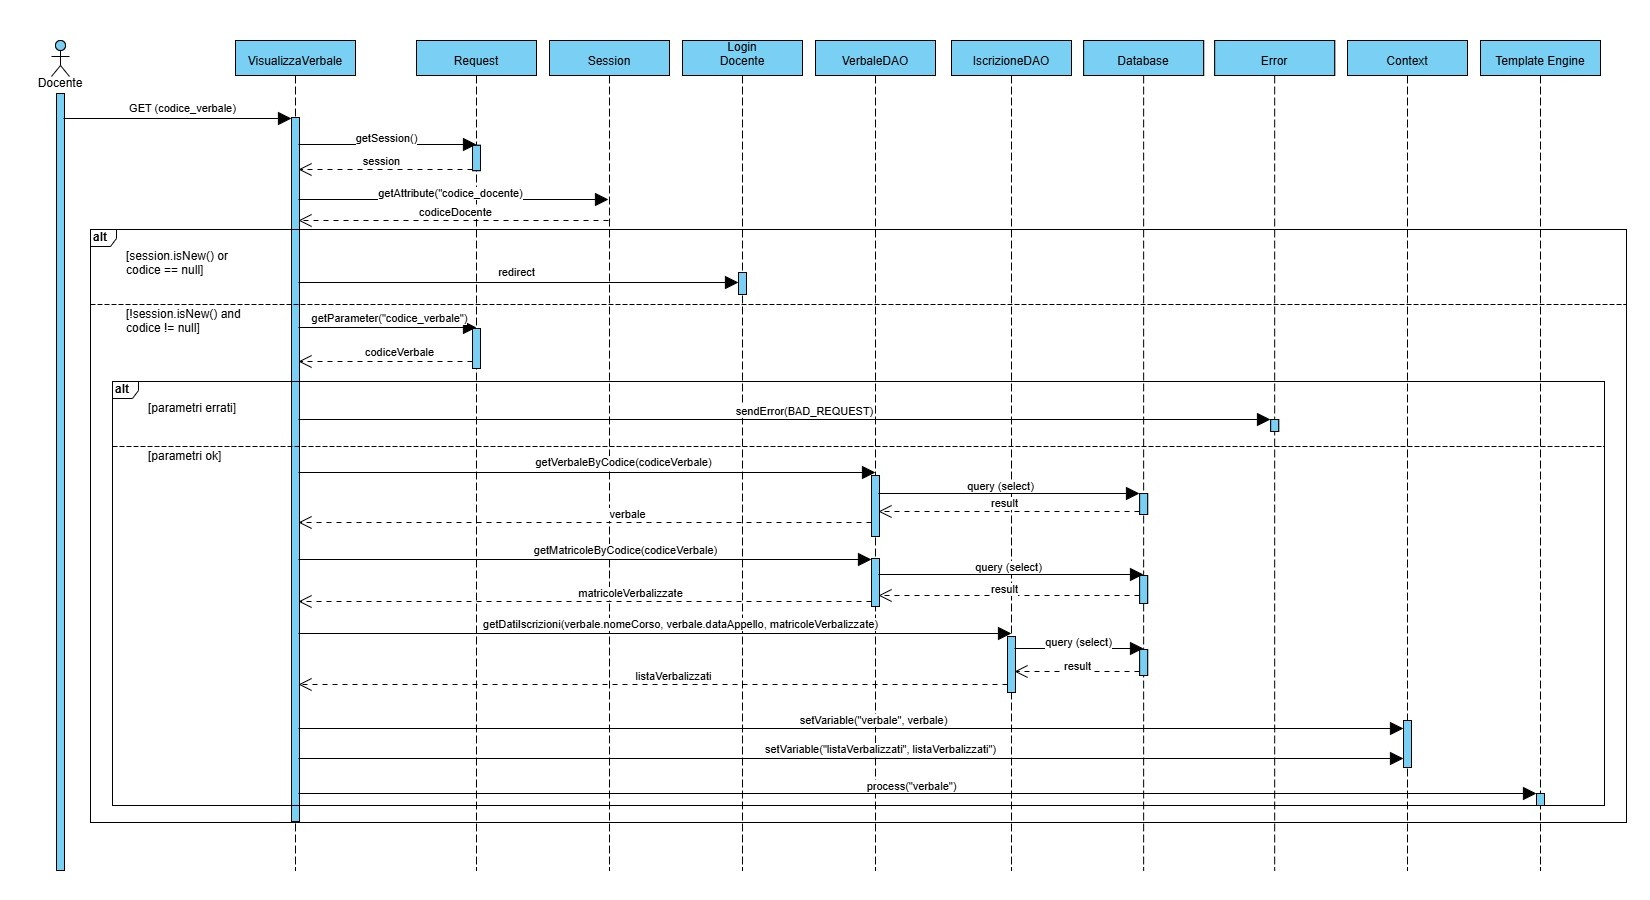 Docente
VisualizzaVerbale
Request
Session
Login
Docente
VerbaleDAO
IscrizioneDAO
Database
Error
Context
Template Engine
GET (codice_verbale)
getSession()
session
getAttribute("codice_docente)
codiceDocente
alt
[session.isNew() or
codice == null]
redirect
[!session.isNew() and
codice != null]
getParameter("codice_verbale")
codiceVerbale
alt
[parametri errati]
sendError(BAD_REQUEST)
[parametri ok]
getVerbaleByCodice(codiceVerbale)
query (select)
result
verbale
getMatricoleByCodice(codiceVerbale)
query (select)
result
matricoleVerbalizzate
getDatiIscrizioni(verbale.nomeCorso, verbale.dataAppello, matricoleVerbalizzate)
query (select)
result
listaVerbalizzati
setVariable("verbale", verbale)
setVariable("listaVerbalizzati", listaVerbalizzati")
process("verbale")